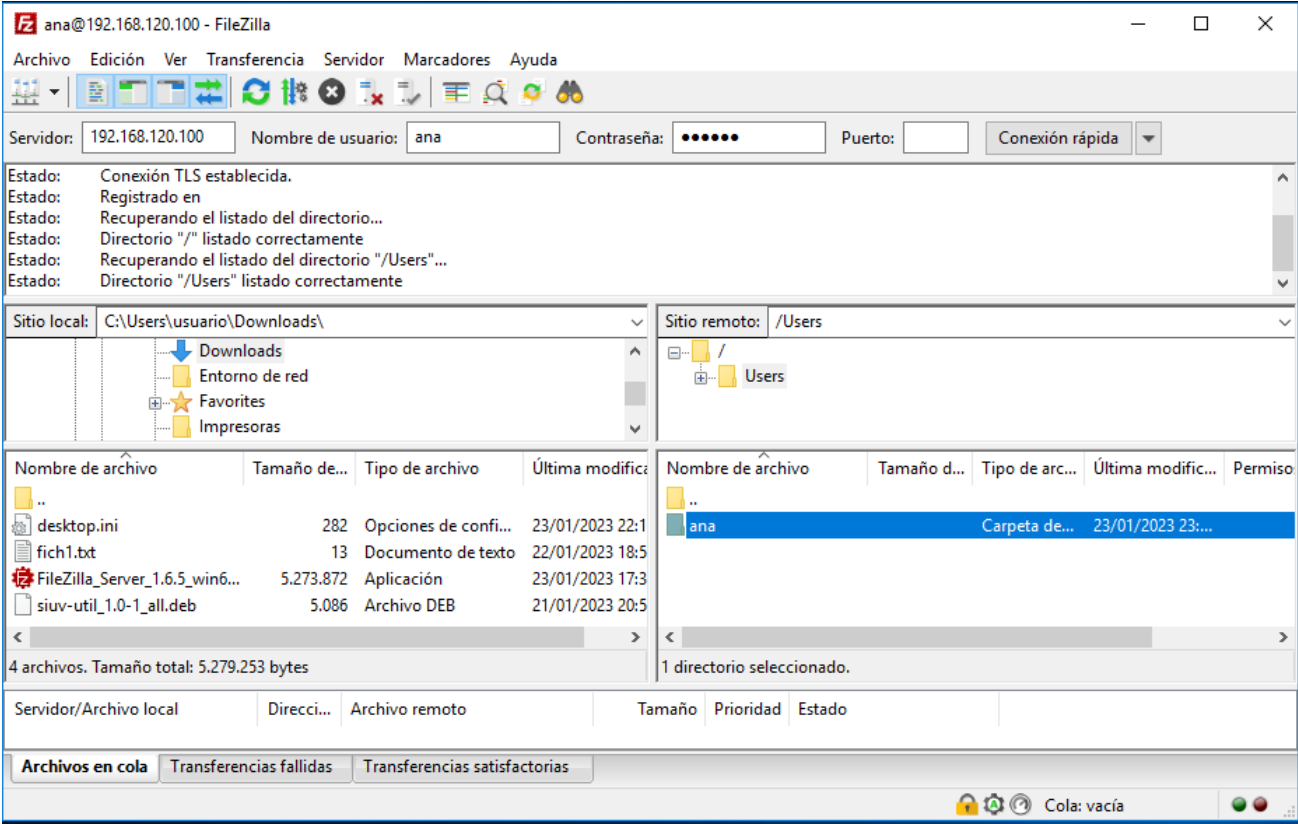 ana@192.168.120.100 - FileZilla
Archivo Edición Ver Transferencia Servidor Marcadores Ayuda
Servidor: 192.168.120.100 Nombre de usuario: ana Contraseña: ●●●●●● Puerto: Conexión rápida
Estado: Conexión TLS establecida.
Estado: Registrado en
Estado: Recuperando el listado del directorio...
Estado: Directorio "/" listado correctamente
Estado: Recuperando el listado del directorio "/Users"...
Estado: Directorio "/Users" listado correctamente
Sitio local: C:\Users\usuario\Downloads\
Downloads
Entorno de red
Favorites
Impresoras
Sitio remoto: /Users
/
Users
Nombre de archivo Tamaño de... Tipo de archivo Última modifica
..
desktop.ini 282 Opciones de confi... 23/01/2023 22:1
fich1.txt 13 Documento de texto 22/01/2023 18:5
FileZilla_Server_1.6.5_win6... 5.273.872 Aplicación 23/01/2023 17:3
siuv-util_1.0-1_all.deb 5.086 Archivo DEB 21/01/2023 20:5
4 archivos. Tamaño total: 5.279.253 bytes
Nombre de archivo Tamaño d... Tipo de arc... Última modific... Permiso
..
ana Carpeta de... 23/01/2023 23:...
1 directorio seleccionado.
Servidor/Archivo local Direcci... Archivo remoto Tamaño Prioridad Estado
Archivos en cola Transferencias fallidas Transferencias satisfactorias
Cola: vacía